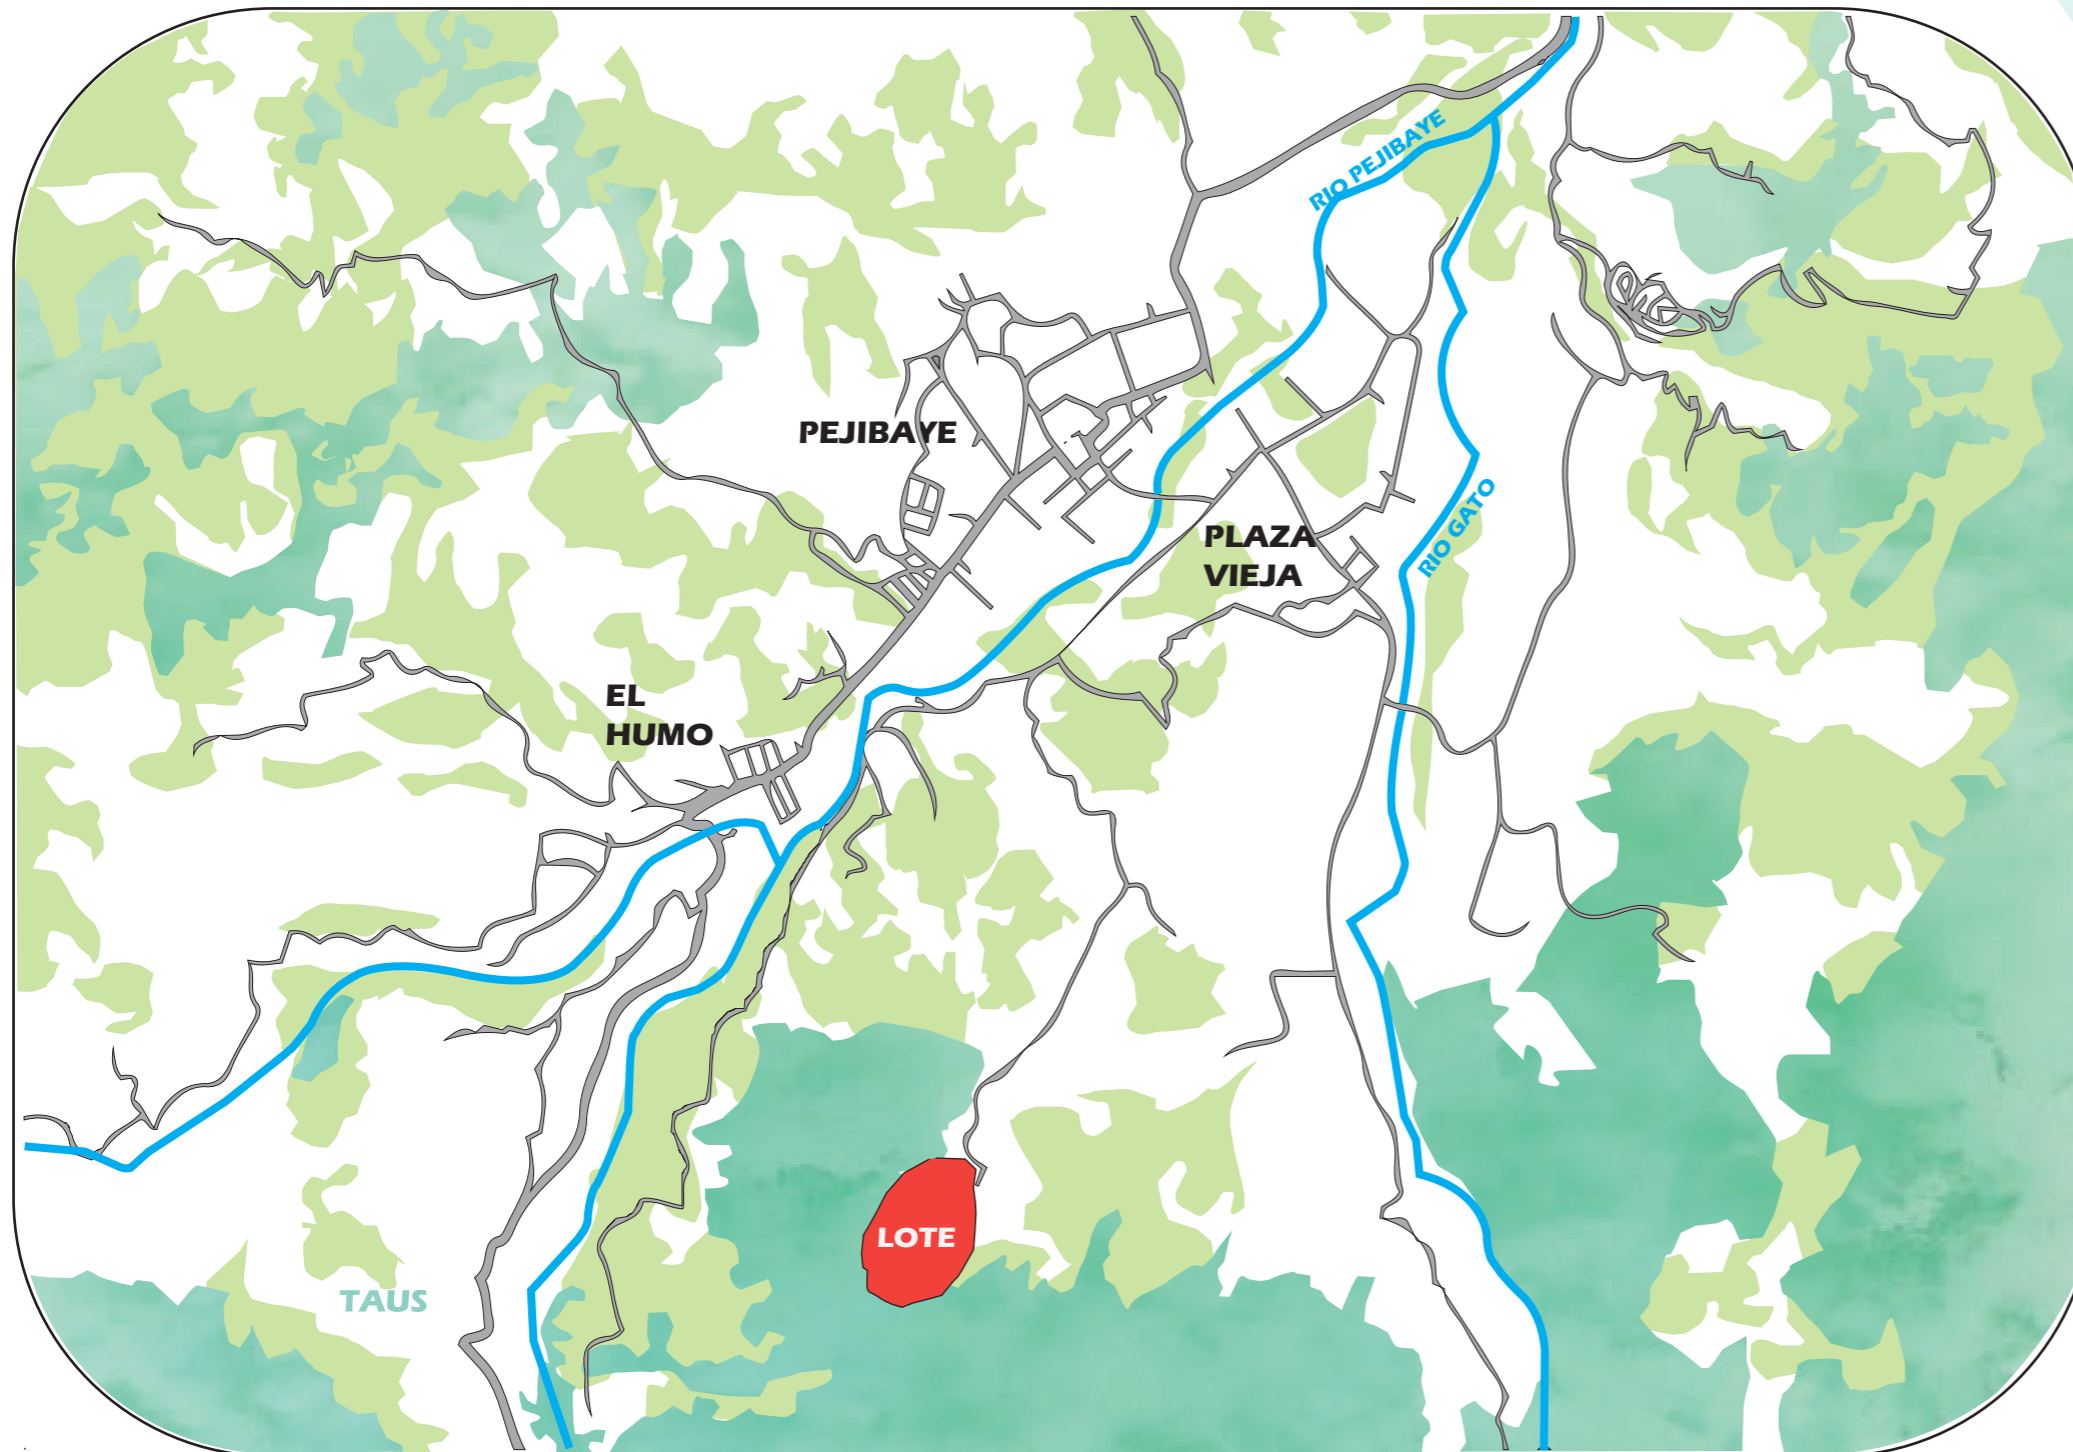 RIO PEJIBAYE
PEJIBAYE
RIO GATO
PLAZA
VIEJA
EL
HUMO
LOTE
TAUS